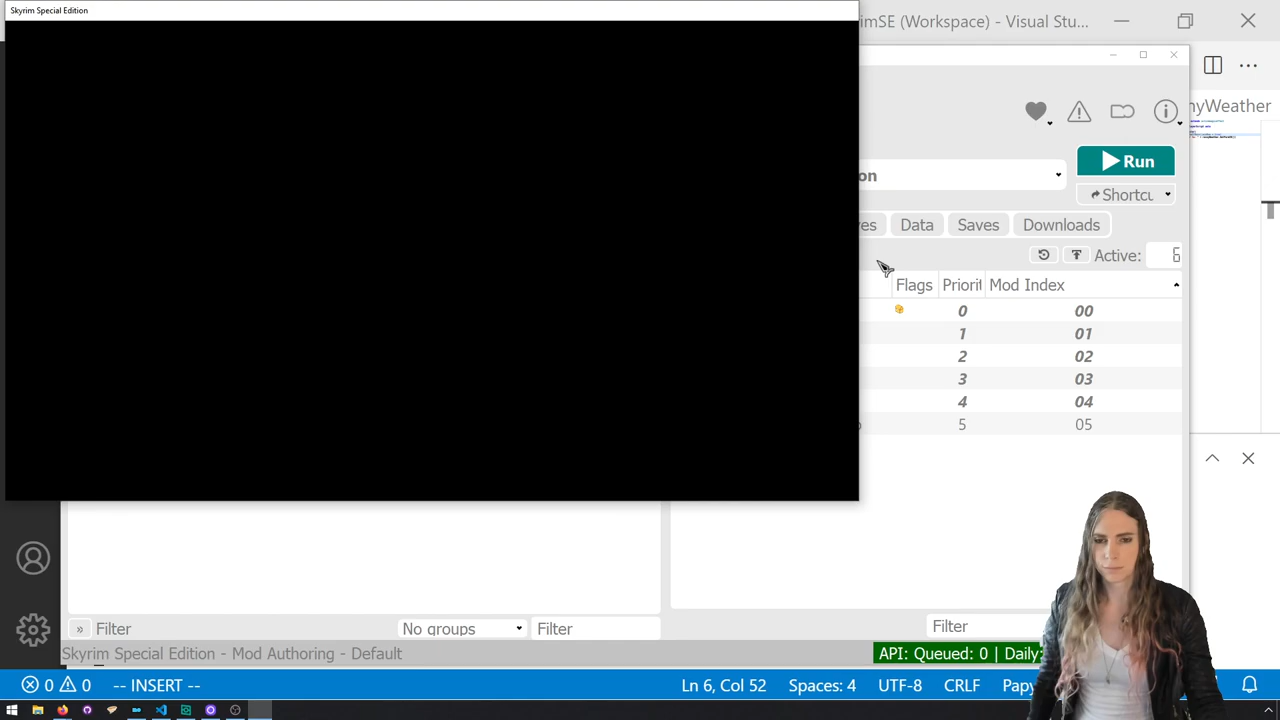 Skyrim Special Edition
imSE (Workspace) - Visual Stu...
nyWeather
on
Run
Shortcu
es
Data
Saves
Downloads
Active: 6
Flags
Priorit
Mod Index
0 00
1 01
2 02
3 03
4 04
5 05
» Filter
No groups
Filter
Filter
Skyrim Special Edition - Mod Authoring - Default
API: Queued: 0 | Daily:
0 0
-- INSERT --
Ln 6, Col 52
Spaces: 4
UTF-8
CRLF
Papy